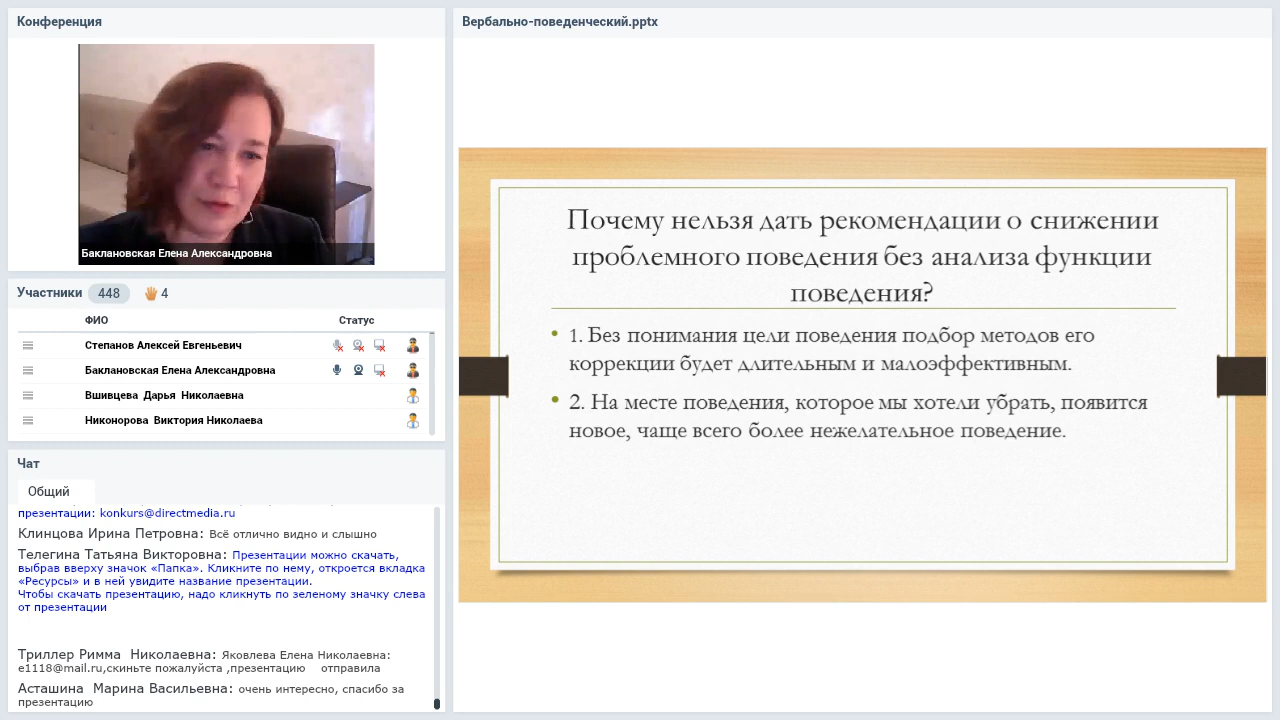 Конференция
Баклановская Елена Александровна
Участники 448 4
ФИО Статус
Степанов Алексей Евгеньевич
Баклановская Елена Александровна
Вшивцева Дарья Николаевна
Никонорова Виктория Николаева
Чат
Общий
презентации: konkurs@directmedia.ru
Клинцова Ирина Петровна: Всё отлично видно и слышно
Телегина Татьяна Викторовна: Презентации можно скачать,
выбрав вверху значок «Папка». Кликните по нему, откроется вкладка
«Ресурсы» и в ней увидите название презентации.
Чтобы скачать презентацию, надо кликнуть по зеленому значку слева
от презентации
Триллер Римма Николаевна: Яковлева Елена Николаевна:
e1118@mail.ru,скиньте пожалуйста ,презентацию отправила
Асташина Марина Васильевна: очень интересно, спасибо за
презентацию
Вербально-поведенческий.pptx
Почему нельзя дать рекомендации о снижении
проблемного поведения без анализа функции
поведения?
• 1. Без понимания цели поведения подбор методов его
коррекции будет длительным и малоэффективным.
• 2. На месте поведения, которое мы хотели убрать, появится
новое, чаще всего более нежелательное поведение.